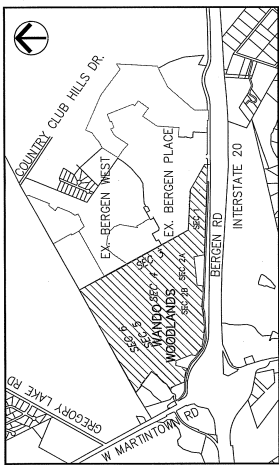 COUNTRY CLUB HILLS DR.
EX. BERGEN WEST
EX. BERGEN PLACE
SEC 1
BERGEN RD
INTERSTATE 20
SEC 3
SEC 2A
SEC 4
WANDO
WOODLANDS
SEC 2B
SEC 5
SEC 6
GREGORY LAKE RD
W MARTINTOWN RD